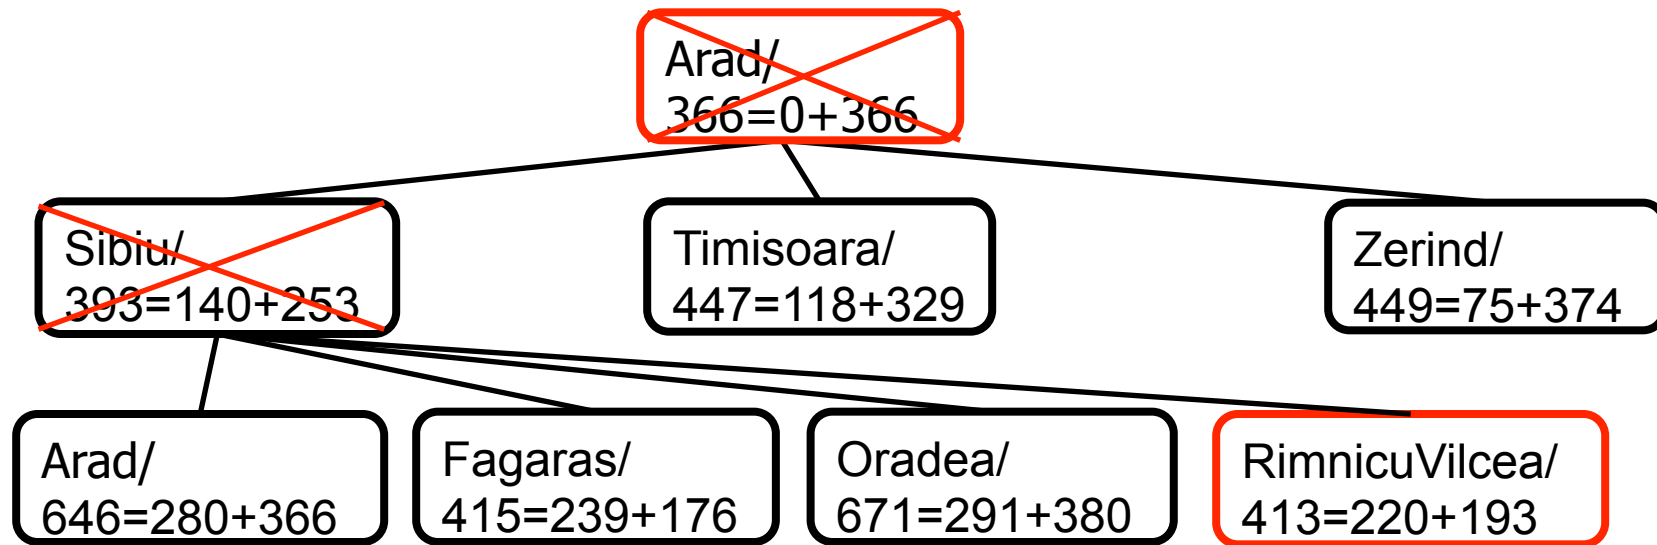 Arad/
366=0+366
Sibiu/
393=140+253
Timisoara/
447=118+329
Zerind/
449=75+374
Arad/
646=280+366
Fagaras/
415=239+176
Oradea/
671=291+380
RimnicuVilcea/
413=220+193